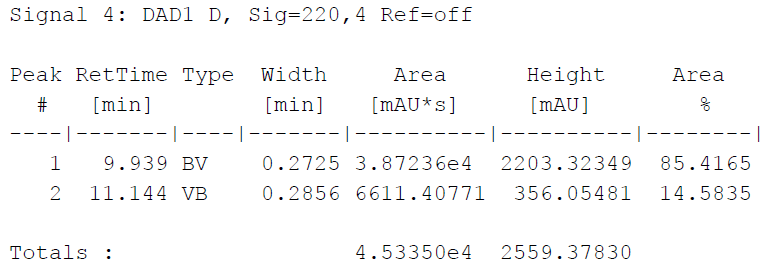 Signal 4: DAD1 D, Sig=220,4 Ref=off
Peak RetTime Type  Width     Area      Height     Area
  #   [min]        [min]   [mAU*s]     [mAU]        %
----|-------|----|-------|----------|----------|--------|
   1   9.939 BV    0.2725 3.87236e4  2203.32349  85.4165
   2  11.144 VB    0.2856 6611.40771  356.05481  14.5835
Totals :                  4.53350e4  2559.37830